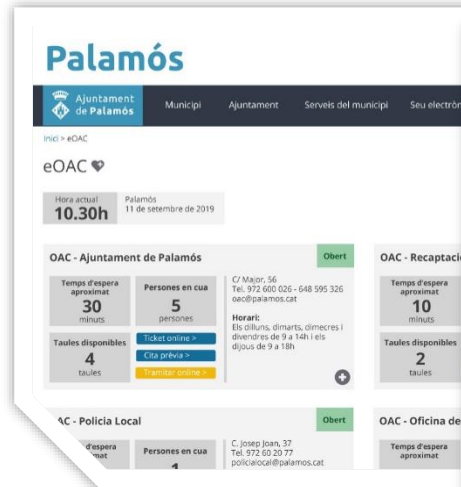 Palamós
Ajuntament
de Palamós
Municipi
Ajuntament
Serveis del municipi
Seu electròn
Inici > eOAC
eOAC
Hora actual
10.30h
Palamós
11 de setembre de 2019
OAC - Ajuntament de Palamós
Obert
Temps d'espera
aproximat
30
minuts
Persones en cua
5
persones
C/ Major, 56
Tel. 972 600 026 - 648 595 326
oac@palamos.cat
Horari:
Els dilluns, dimarts, dimecres i
divendres de 9 a 14h i els
dijous de 9 a 18h
Taules disponibles
4
taules
Ticket online >
Cita prèvia >
Tramitar online >
OAC - Recaptació
Temps d'espera
aproximat
10
minuts
Taules disponibles
2
taules
AC - Policia Local
Obert
d'espera
Persones en cua
1
C. Josep Joan, 37
Tel. 972 60 20 77
policialocal@palamos.cat
OAC - Oficina de
Temps d'espera
aproximat